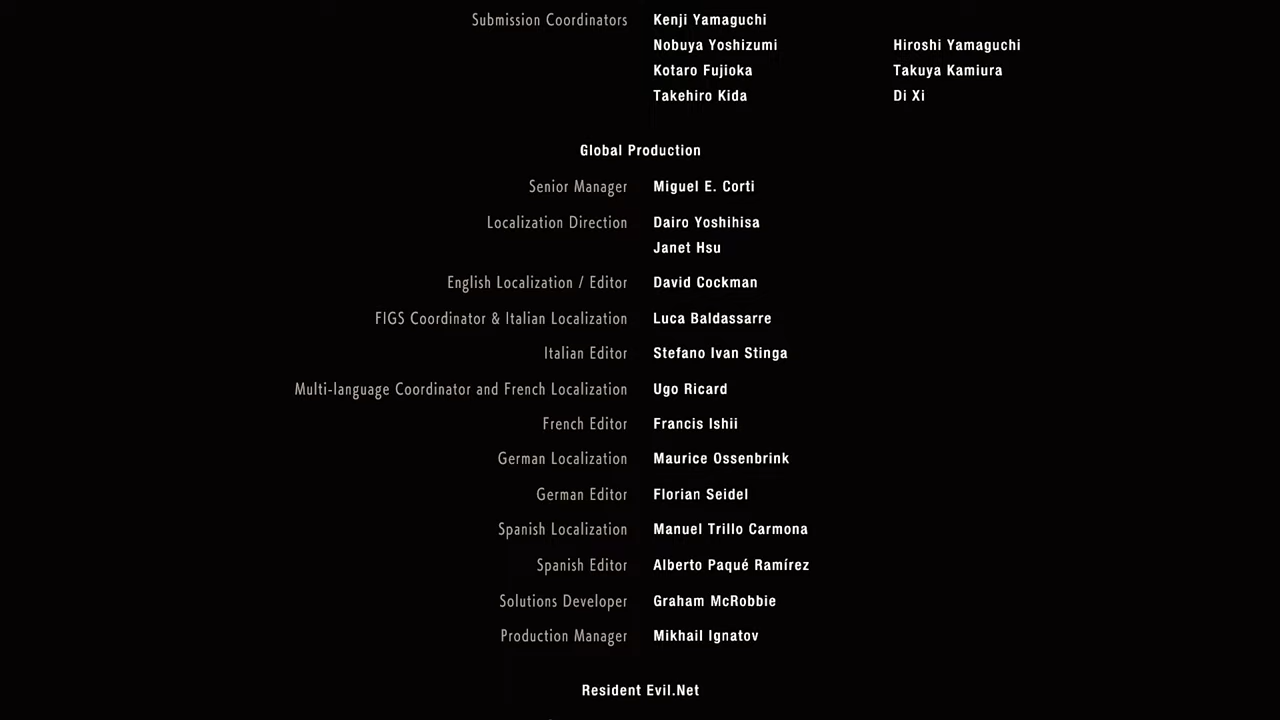 Submission Coordinators Kenji Yamaguchi
Nobuya Yoshizumi Hiroshi Yamaguchi
Kotaro Fujioka Takuya Kamiura
Takehiro Kida Di Xi
Global Production
Senior Manager Miguel E. Corti
Localization Direction Dairo Yoshihisa
Janet Hsu
English Localization / Editor David Cockman
FIGS Coordinator & Italian Localization Luca Baldassarre
Italian Editor Stefano Ivan Stinga
Multi-language Coordinator and French Localization Ugo Ricard
French Editor Francis Ishii
German Localization Maurice Ossenbrink
German Editor Florian Seidel
Spanish Localization Manuel Trillo Carmona
Spanish Editor Alberto Paqué Ramírez
Solutions Developer Graham McRobbie
Production Manager Mikhail Ignatov
Resident Evil.Net